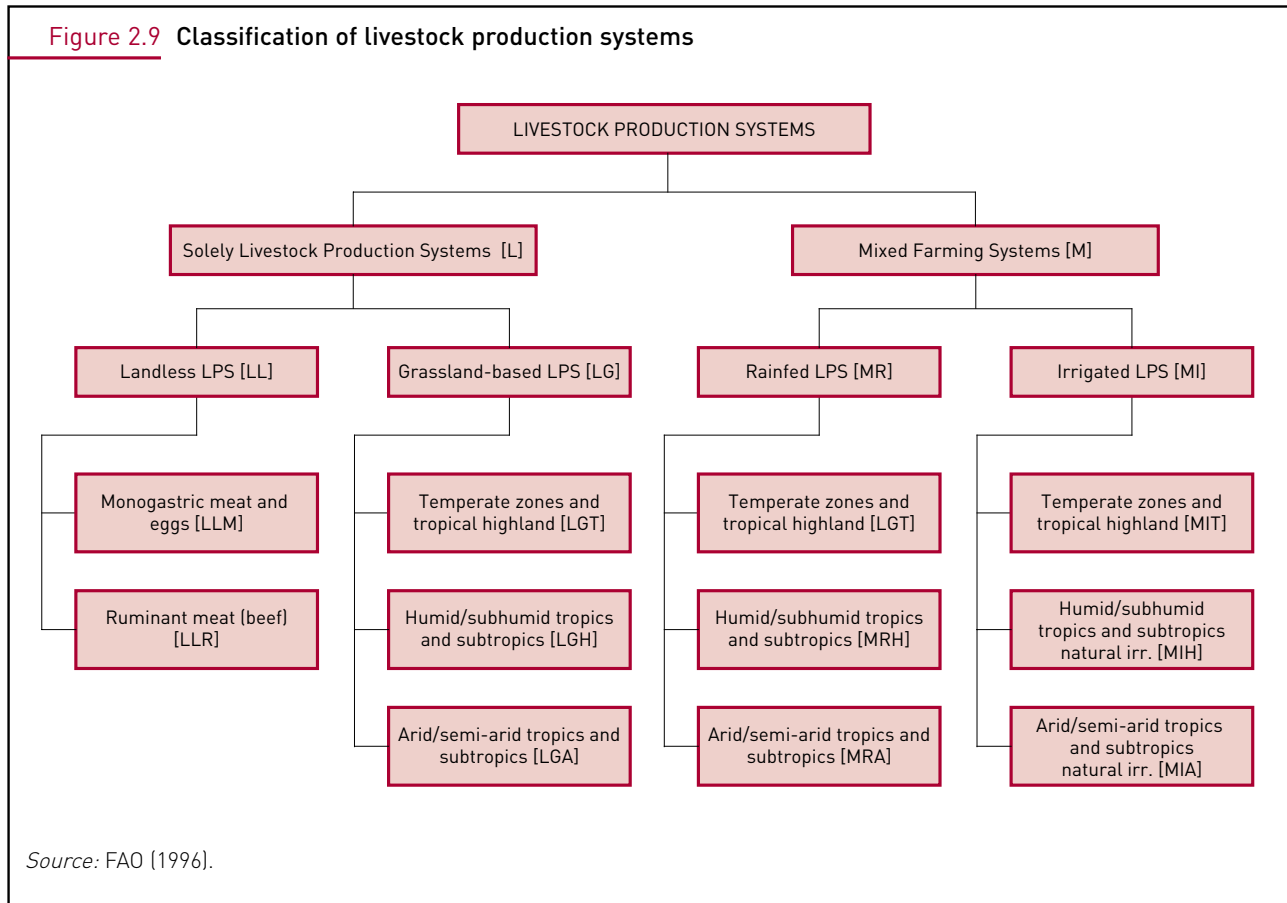 Figure 2.9 Classification of livestock production systems
LIVESTOCK PRODUCTION SYSTEMS
Solely Livestock Production Systems [L]
Mixed Farming Systems [M]
Landless LPS [LL]
Grassland-based LPS [LG]
Rainfed LPS [MR]
Irrigated LPS [MI]
Monogastric meat and
eggs [LLM]
Temperate zones and
tropical highland [LGT]
Temperate zones and
tropical highland [LGT]
Temperate zones and
tropical highland [MIT]
Ruminant meat (beef)
[LLR]
Humid/subhumid tropics
and subtropics [LGH]
Humid/subhumid tropics
and subtropics [MRH]
Humid/subhumid
tropics and subtropics
natural irr. [MIH]
Arid/semi-arid tropics and
subtropics [LGA]
Arid/semi-arid tropics and
subtropics [MRA]
Arid/semi-arid tropics
and subtropics
natural irr. [MIA]
Source: FAO (1996).